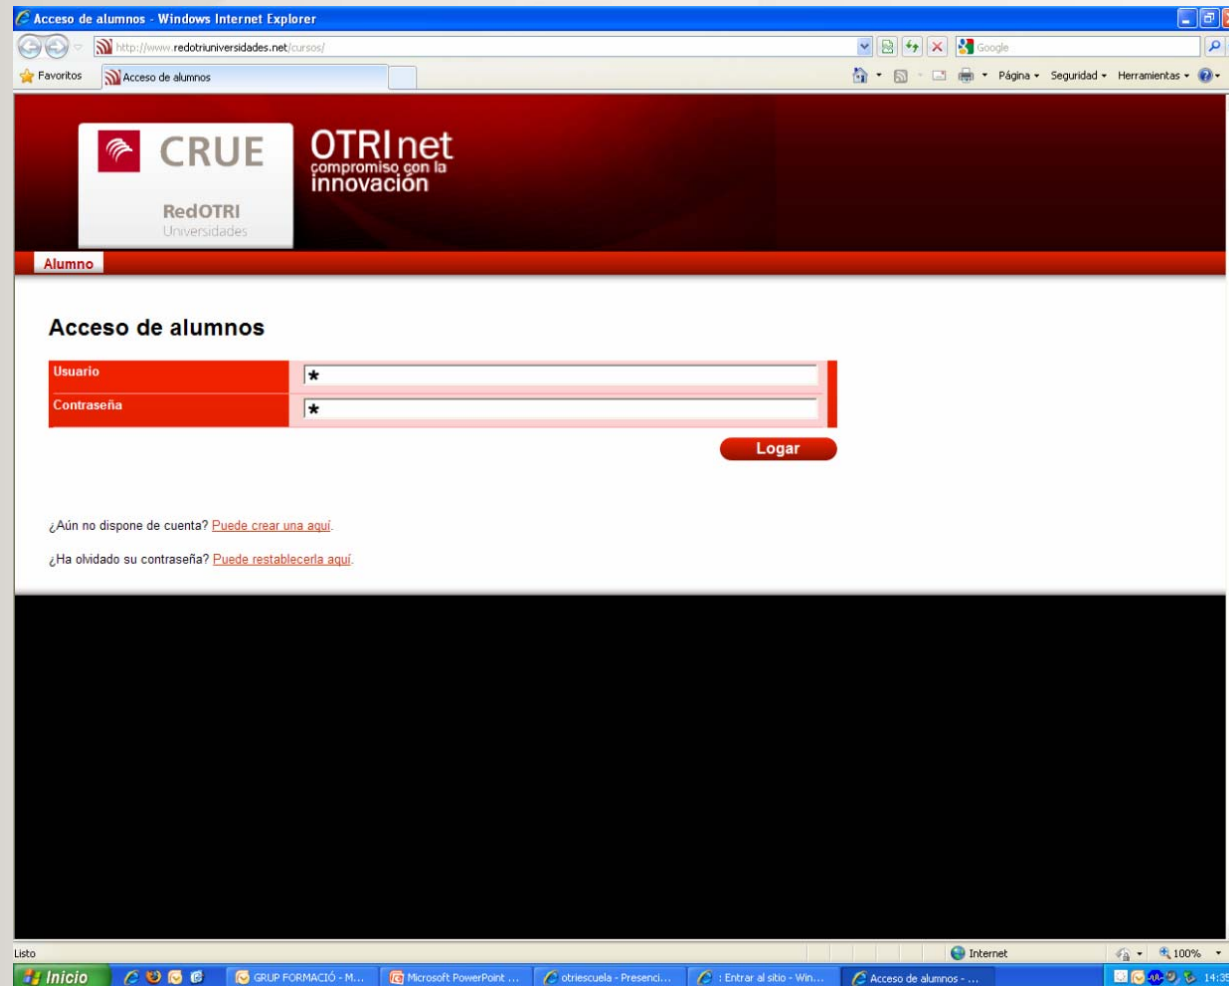 Acceso de alumnos - Windows Internet Explorer
http://www.redotriuniversidades.net/cursos/
Google
Favoritos
Acceso de alumnos
Página
Seguridad
Herramientas
CRUE
RedOTRI
Universidades
OTRInet
compromiso con la
innovación
Alumno
Acceso de alumnos
Usuario
*
Contraseña
*
Logar
¿Aún no dispone de cuenta? Puede crear una aquí.
¿Ha olvidado su contraseña? Puede restablecerla aquí.
Listo
Internet
100%
Inicio
GRUP FORMACIÓ - M...
Microsoft PowerPoint ...
otriescuela - Presenci...
: Entrar al sitio - Win...
Acceso de alumnos - ...
14:35